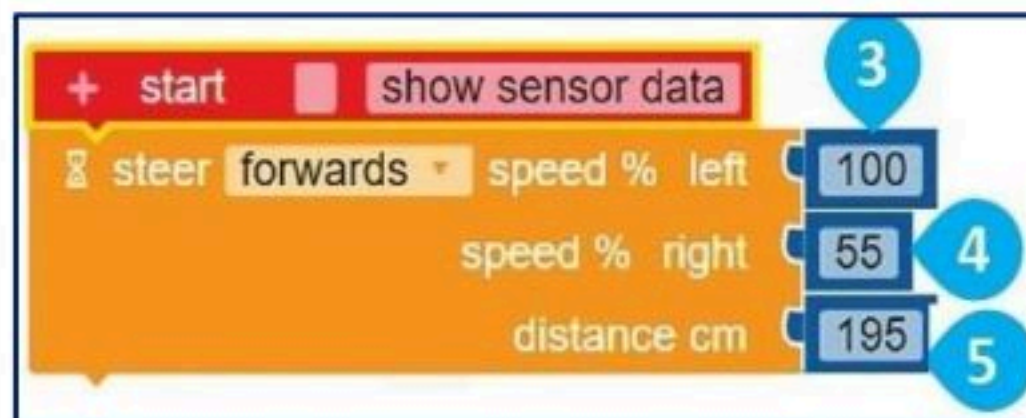 3
+ start show sensor data
steer forwards speed % left 100
speed % right 55 4
distance cm 195 5